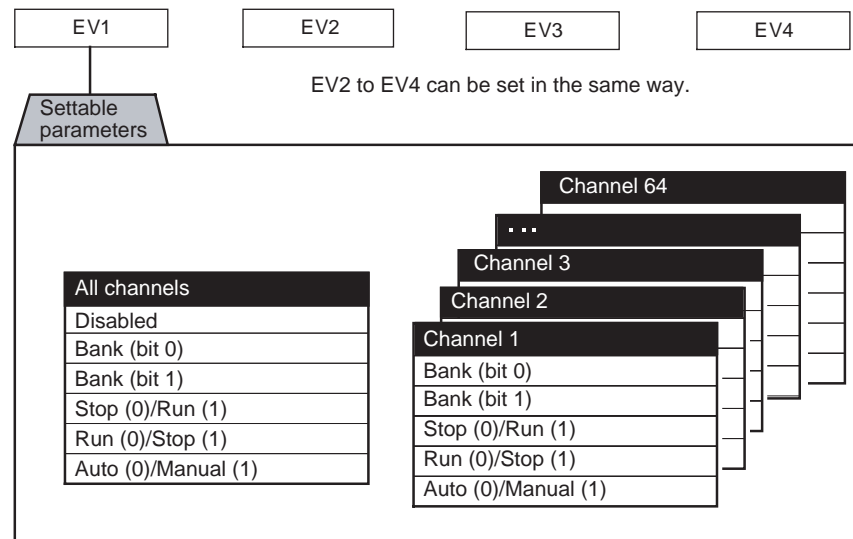 EV1
EV2
EV3
EV4
EV2 to EV4 can be set in the same way.
Settable
parameters
All channels
Disabled
Bank (bit 0)
Bank (bit 1)
Stop (0)/Run (1)
Run (0)/Stop (1)
Auto (0)/Manual (1)
Channel 64
...
Channel 3
Channel 2
Channel 1
Bank (bit 0)
Bank (bit 1)
Stop (0)/Run (1)
Run (0)/Stop (1)
Auto (0)/Manual (1)